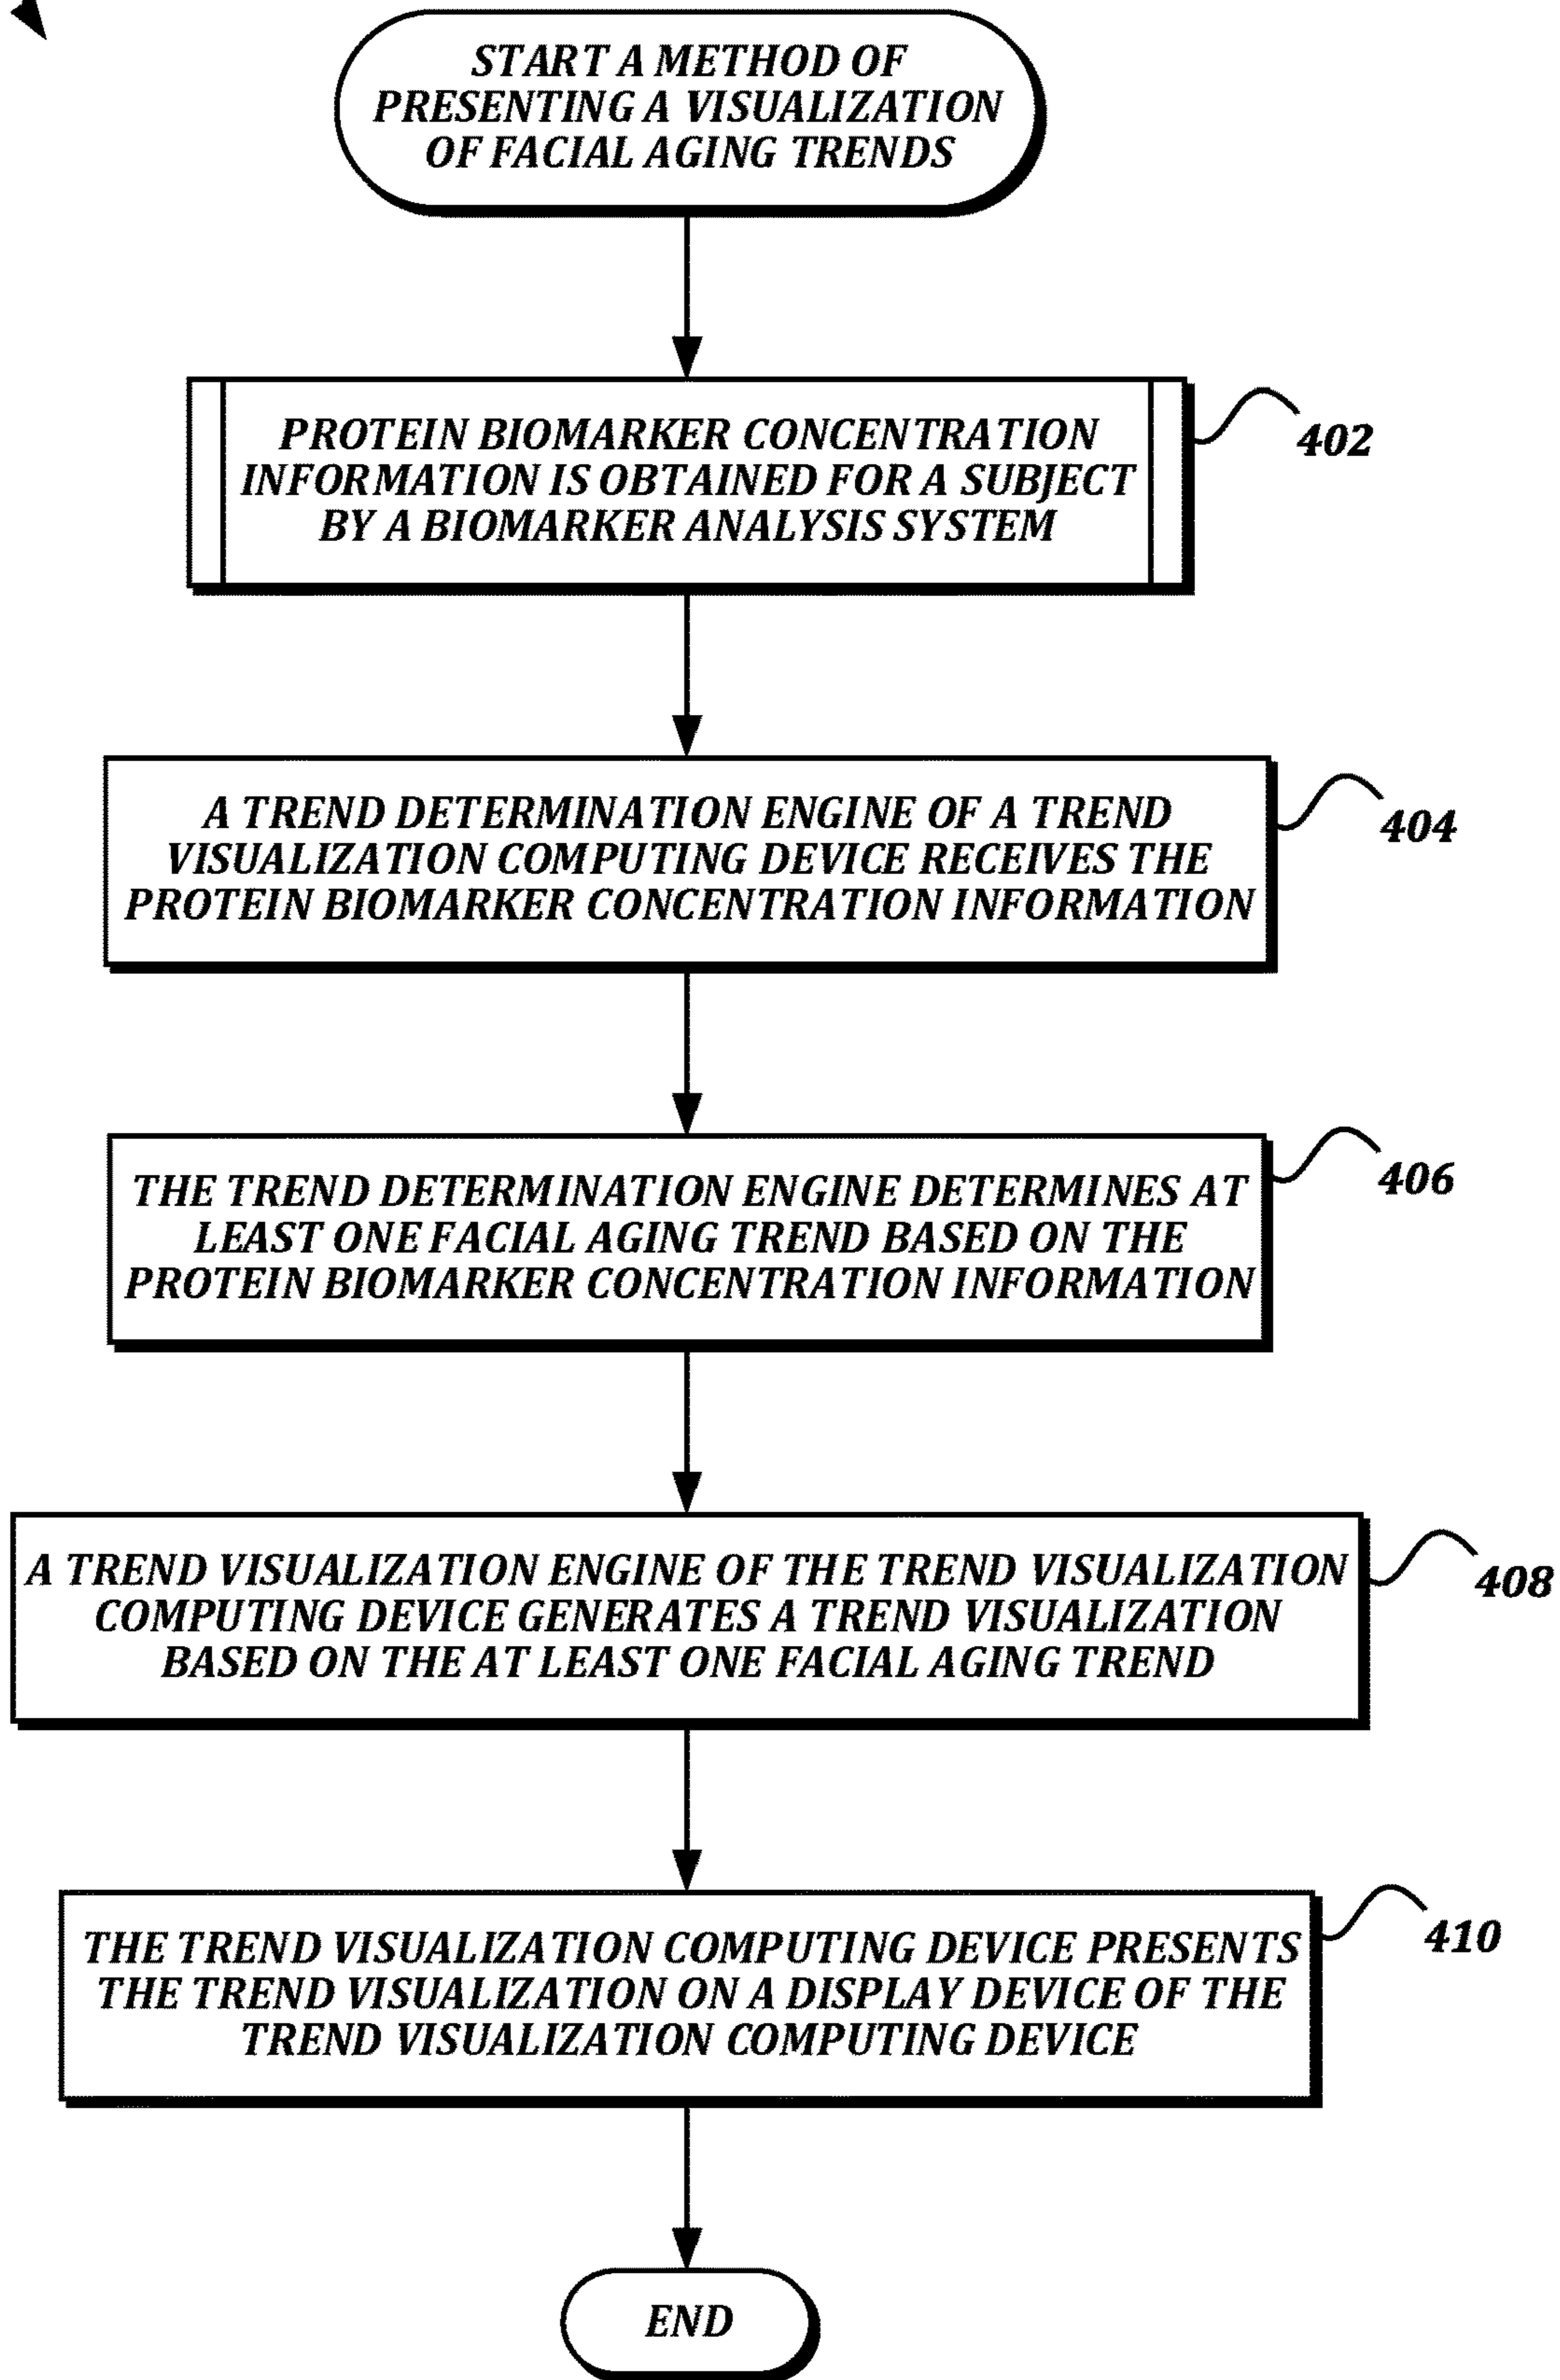 START A METHOD OF
PRESENTING A VISUALIZATION
OF FACIAL AGING TRENDS
PROTEIN BIOMARKER CONCENTRATION
INFORMATION IS OBTAINED FOR A SUBJECT
BY A BIOMARKER ANALYSIS SYSTEM
402
A TREND DETERMINATION ENGINE OF A TREND
VISUALIZATION COMPUTING DEVICE RECEIVES THE
PROTEIN BIOMARKER CONCENTRATION INFORMATION
404
THE TREND DETERMINATION ENGINE DETERMINES AT
LEAST ONE FACIAL AGING TREND BASED ON THE
PROTEIN BIOMARKER CONCENTRATION INFORMATION
406
A TREND VISUALIZATION ENGINE OF THE TREND VISUALIZATION
COMPUTING DEVICE GENERATES A TREND VISUALIZATION
BASED ON THE AT LEAST ONE FACIAL AGING TREND
408
THE TREND VISUALIZATION COMPUTING DEVICE PRESENTS
THE TREND VISUALIZATION ON A DISPLAY DEVICE OF THE
TREND VISUALIZATION COMPUTING DEVICE
410
END